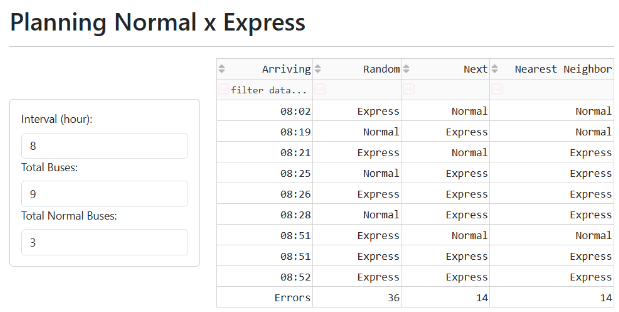 Planning Normal x Express
Interval (hour):
8
Total Buses:
9
Total Normal Buses:
3
Arriving Random Next Nearest Neighbor
filter data...
08:02 Express Normal Normal
08:19 Normal Express Normal
08:21 Express Normal Express
08:25 Normal Express Express
08:26 Express Express Express
08:28 Normal Express Express
08:51 Express Normal Normal
08:51 Express Express Express
08:52 Express Express Express
Errors 36 14 14